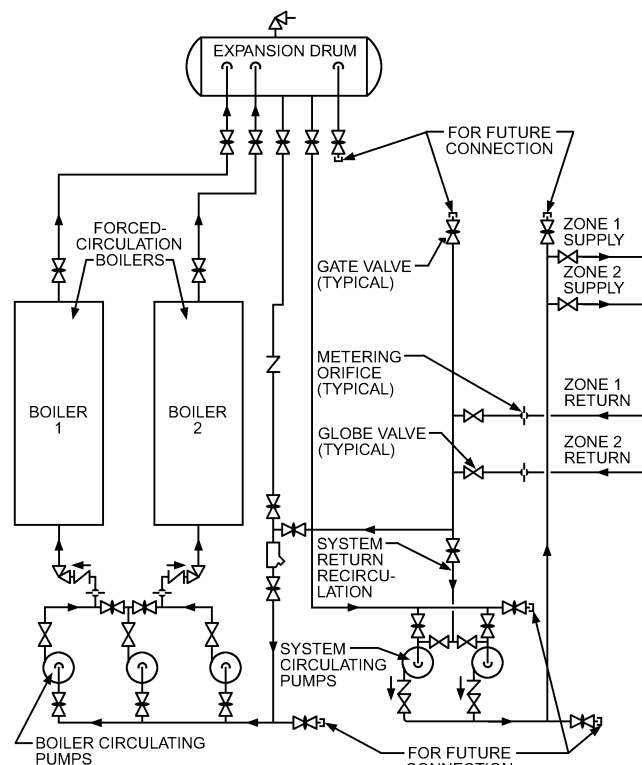 EXPANSION DRUM
FOR FUTURE
CONNECTION
ZONE 1
SUPPLY
FORCED-
CIRCULATION
BOILERS
GATE VALVE
(TYPICAL)
ZONE 2
SUPPLY
METERING
ORIFICE
(TYPICAL)
ZONE 1
RETURN
BOILER
1
BOILER
2
GLOBE VALVE
(TYPICAL)
ZONE 2
RETURN
SYSTEM
RETURN
RECIRCU-
LATION
SYSTEM
CIRCULATING
PUMPS
BOILER CIRCULATING
PUMPS
FOR FUTURE
CONNECTION